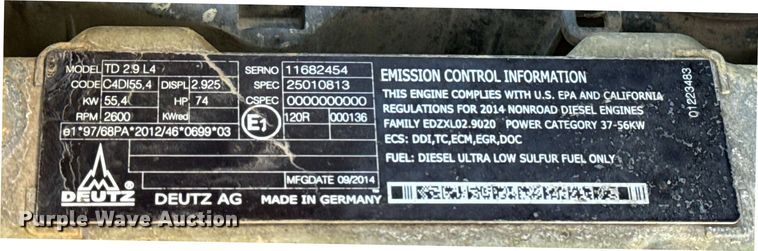 MODEL TD 2.9 L4 SERNO 11682454
CODE C4DI55,4 DISPL 2.925 SPEC 25010813
KW 55,4 HP 74 CSPEC 0000000000
RPM 2600 KWred E1 120R 000136
e1*97/68PA*2012/46*0699*03
MFGDATE 09/2014
DEUTZ DEUTZ AG MADE IN GERMANY
EMISSION CONTROL INFORMATION
THIS ENGINE COMPLIES WITH U.S. EPA AND CALIFORNIA
REGULATIONS FOR 2014 NONROAD DIESEL ENGINES
FAMILY EDZXL02.9020 POWER CATEGORY 37-56KW
ECS: DDI,TC,ECM,EGR,DOC
FUEL: DIESEL ULTRA LOW SULFUR FUEL ONLY
01223483
Purple Wave Auction